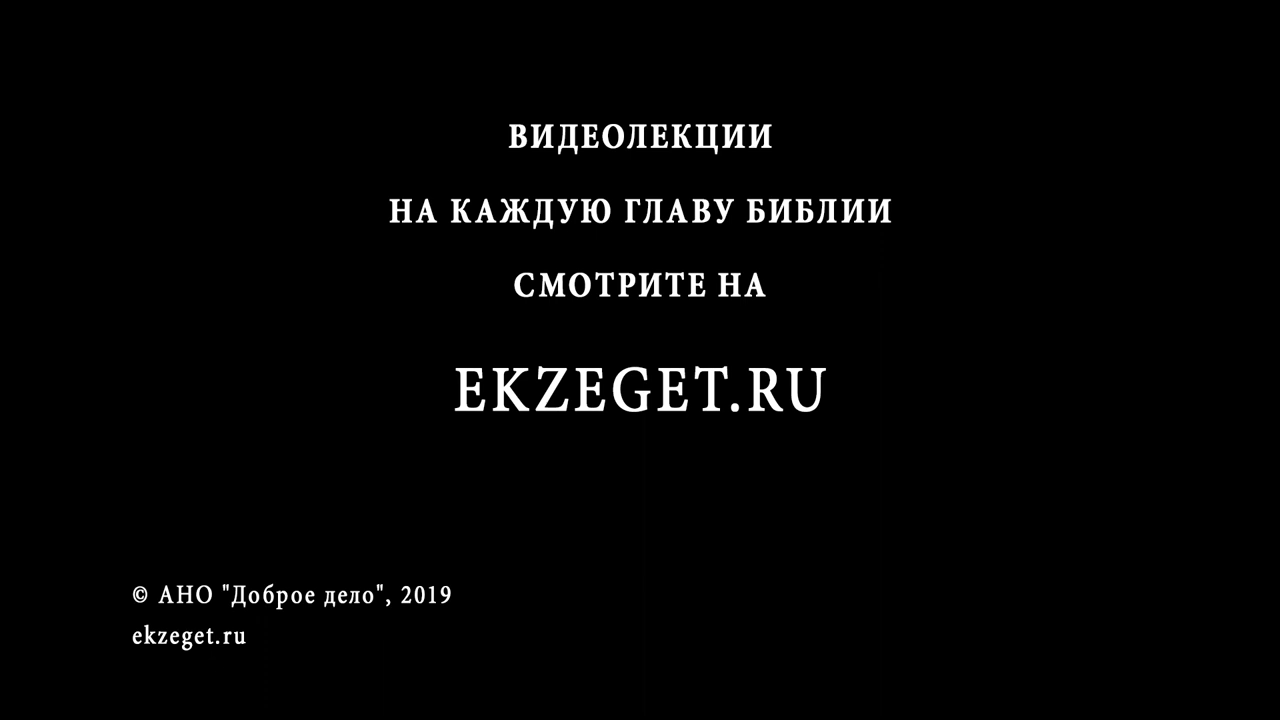 ВИДЕОЛЕКЦИИ
НА КАЖДУЮ ГЛАВУ БИБЛИИ
СМОТРИТЕ НА
EKZEGET.RU
© АНО "Доброе дело", 2019
ekzeget.ru